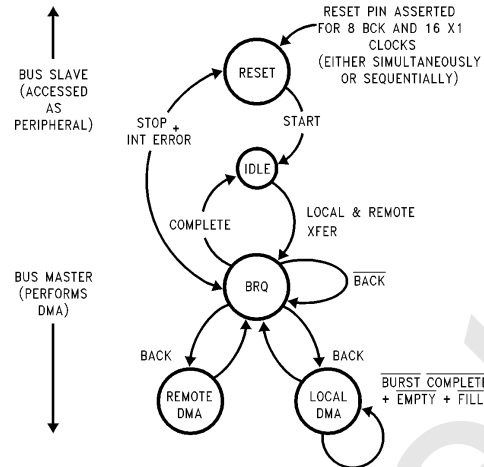 RESET PIN ASSERTED
FOR 8 BCK AND 16 X1
CLOCKS
(EITHER SIMULTANEOUSLY
OR SEQUENTIALLY)
RESET
BUS SLAVE
(ACCESSED
AS
PERIPHERAL)
STOP +
INT ERROR
START
IDLE
COMPLETE
LOCAL & REMOTE
XFER
BRQ
BACK
BUS MASTER
(PERFORMS
DMA)
BACK
BACK
REMOTE
DMA
LOCAL
DMA
BURST COMPLETE
+ EMPTY + FILL